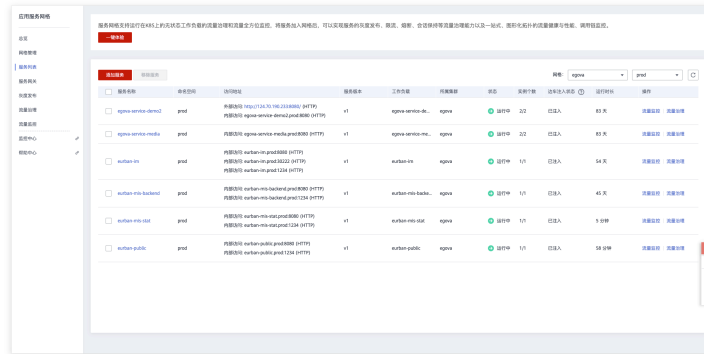 应用服务网格
总览
网格管理
服务列表
服务网关
灰度发布
流量治理
流量监控
监控中心
帮助中心
服务网格支持运行在K8S上的无状态工作负载的流量治理和流量全方位监控，将服务加入网格后，可以实现服务的灰度发布、限流、熔断、会话保持等流量治理能力以及一站式、图形化拓扑的流量健康与性能、调用链监控。
一键体验
添加服务 移除服务 网格: egova prod
服务名称 命名空间 访问地址 服务版本 工作负载 所属集群 状态 实例个数 边车注入状态 运行时长 操作
egova-service-demo2 prod 外部访问: http://124.70.190.233:8080/ (HTTP) v1 egova-service-de... egova 运行中 2/2 已注入 83 天 流量监控 流量治理
内部访问: egova-service-demo2.prod:8080 (HTTP)
egova-service-media prod 内部访问: egova-service-media.prod:8080 (HTTP) v1 egova-service-me... egova 运行中 2/2 已注入 83 天 流量监控 流量治理
内部访问: eurban-im.prod:8080 (HTTP)
eurban-im prod 内部访问: eurban-im.prod:30222 (HTTP) v1 eurban-im egova 运行中 1/1 已注入 54 天 流量监控 流量治理
内部访问: eurban-im.prod:1234 (HTTP)
eurban-mis-backend prod 内部访问: eurban-mis-backend.prod:8080 (HTTP) v1 eurban-mis-backe... egova 运行中 1/1 已注入 45 天 流量监控 流量治理
内部访问: eurban-mis-backend.prod:1234 (HTTP)
eurban-mis-stat prod 内部访问: eurban-mis-stat.prod:8080 (HTTP) v1 eurban-mis-stat egova 运行中 1/1 已注入 5 分钟 流量监控 流量治理
内部访问: eurban-mis-stat.prod:1234 (HTTP)
eurban-public prod 内部访问: eurban-public.prod:8080 (HTTP) v1 eurban-public egova 运行中 1/1 已注入 58 分钟 流量监控 流量治理
内部访问: eurban-public.prod:1234 (HTTP)